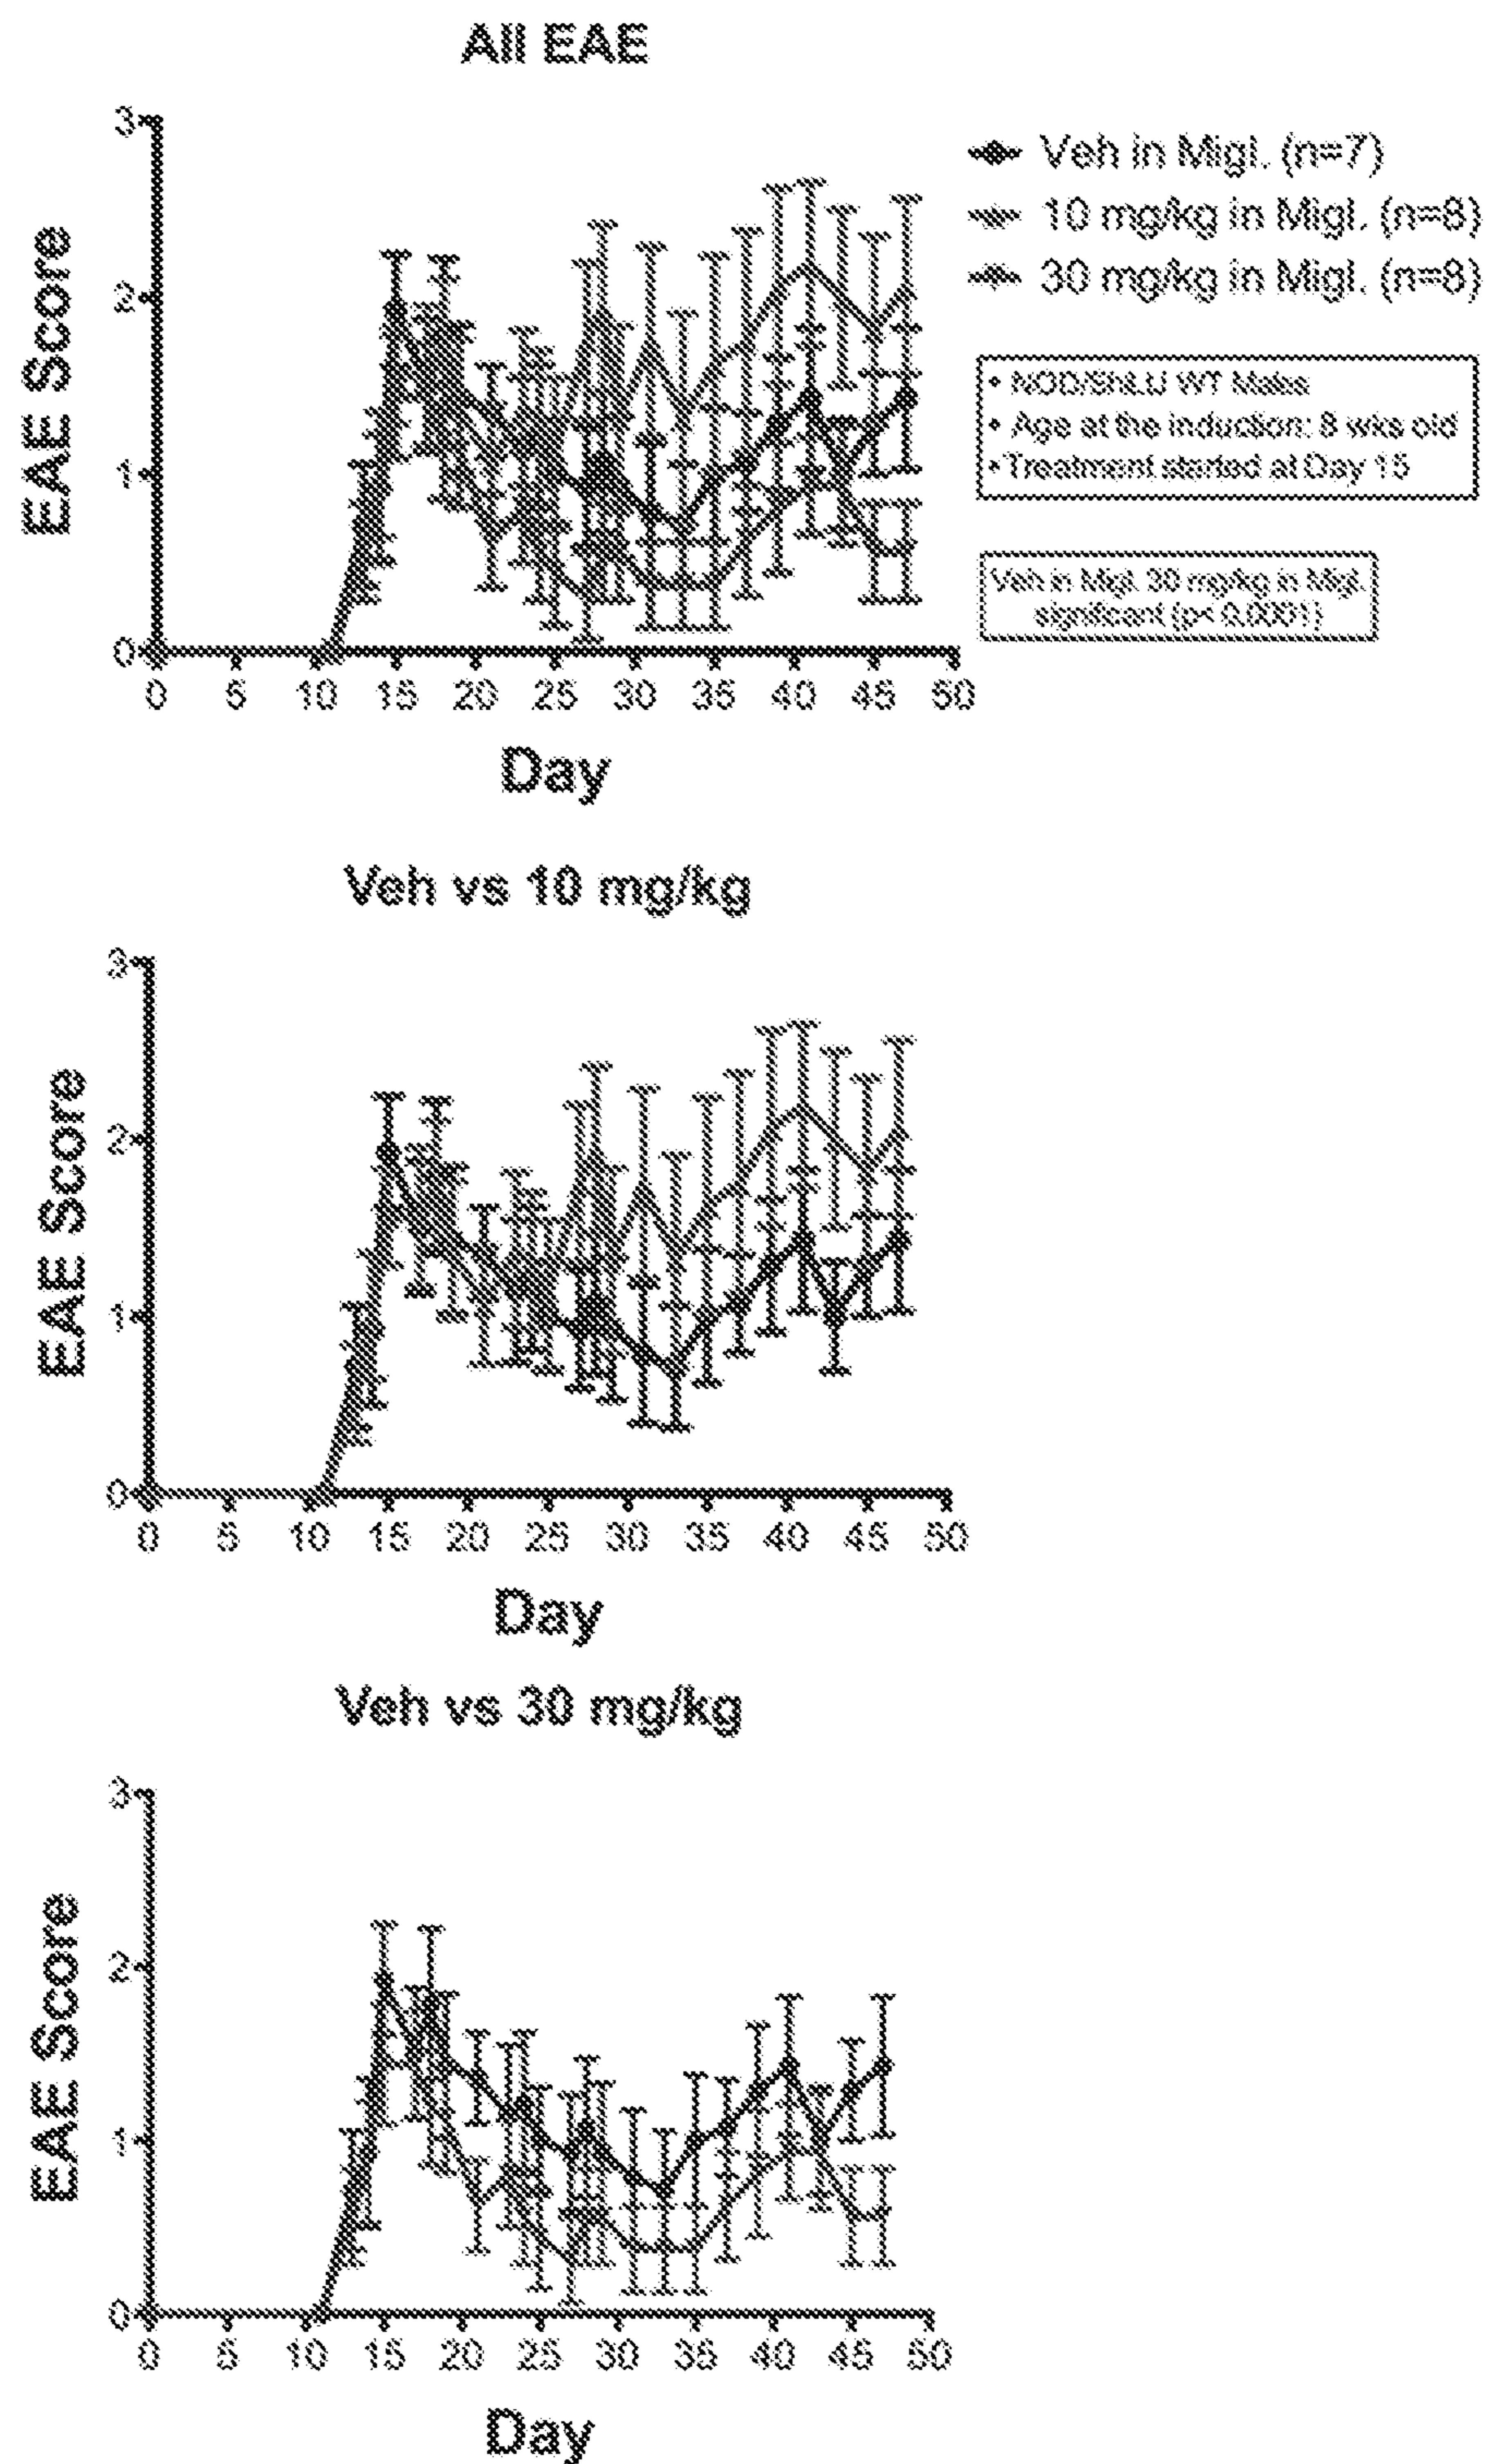 All EAE
3
2
1
0
EAE Score
0 5 10 15 20 25 30 35 40 45 50
Day
Veh in Migl. (n=7)
10 mg/kg in Migl. (n=8)
30 mg/kg in Migl. (n=8)
• NOD/ShiLtJ WT Males
• Age at the induction: 8 wks old
• Treatment started at Day 15
Veh in Migl. 30 mg/kg in Migl.
significant (p< 0.0001)
Veh vs 10 mg/kg
3
2
1
0
EAE Score
0 5 10 15 20 25 30 35 40 45 50
Day
Veh vs 30 mg/kg
3
2
1
0
EAE Score
0 5 10 15 20 25 30 35 40 45 50
Day